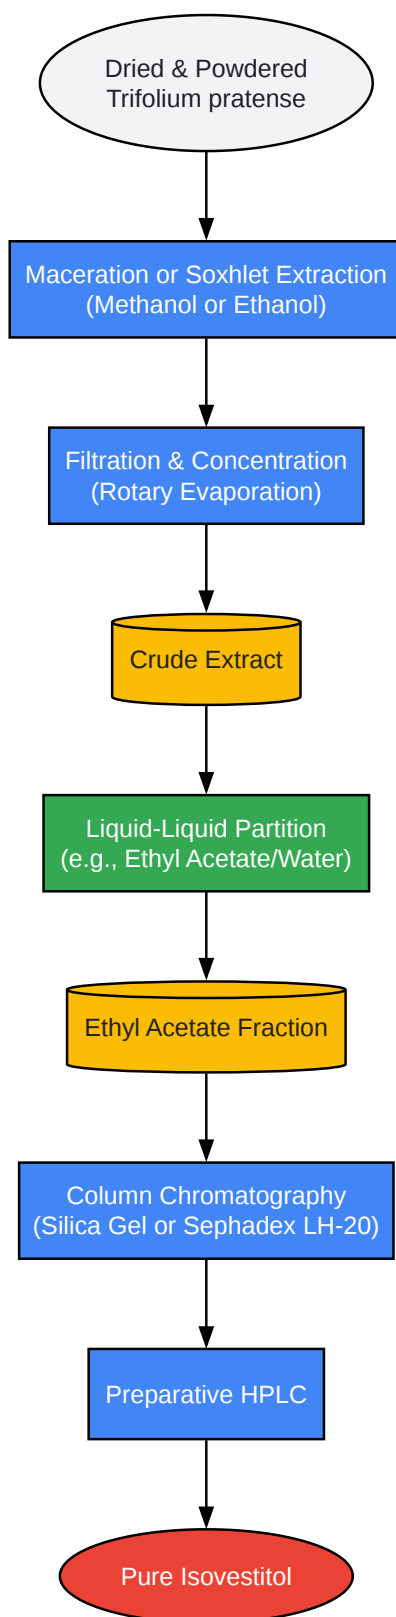 Dried & Powdered
Trifolium pratense
Maceration or Soxhlet Extraction
(Methanol or Ethanol)
Filtration & Concentration
(Rotary Evaporation)
Crude Extract
Liquid-Liquid Partition
(e.g., Ethyl Acetate/Water)
Ethyl Acetate Fraction
Column Chromatography
(Silica Gel or Sephadex LH-20)
Preparative HPLC
Pure Isovestitol